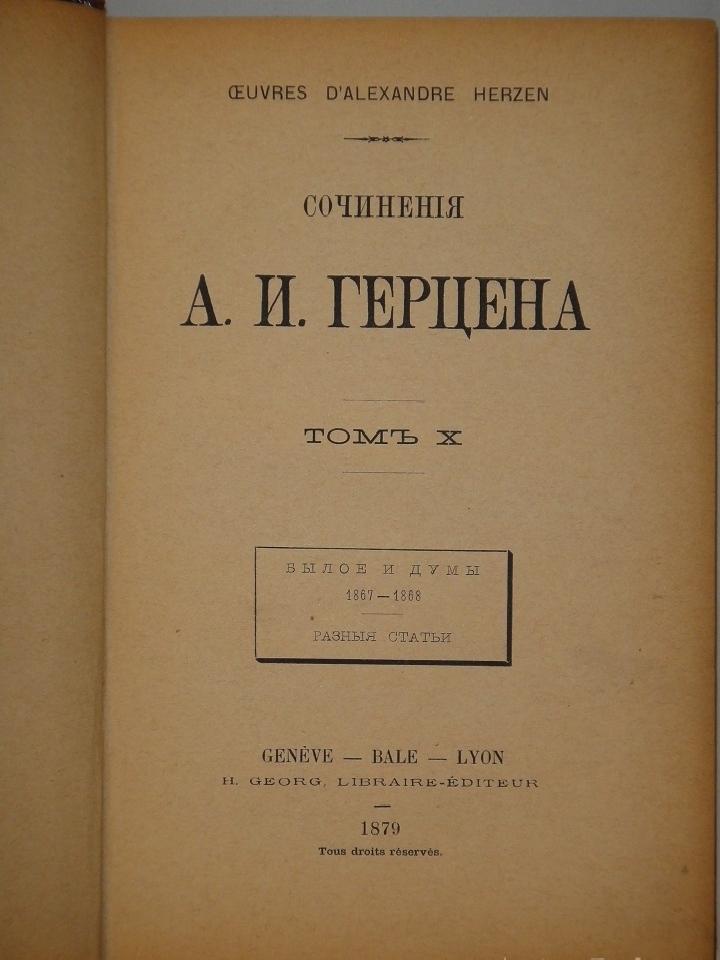 ŒUVRES D'ALEXANDRE HERZEN
СОЧИНЕНІЯ
А. И. ГЕРЦЕНА
ТОМЪ X
БЫЛОЕ И ДУМЫ
1867 — 1868
РАЗНЫЯ СТАТЬИ
GENÈVE — BALE — LYON
H. GEORG, LIBRAIRE-ÉDITEUR
1879
Tous droits réservés.